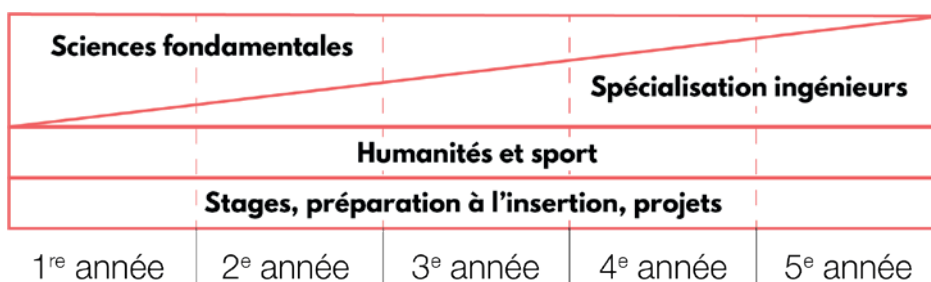 Sciences fondamentales
Spécialisation ingénieurs
Humanités et sport
Stages, préparation à l’insertion, projets
1re année 2e année 3e année 4e année 5e année